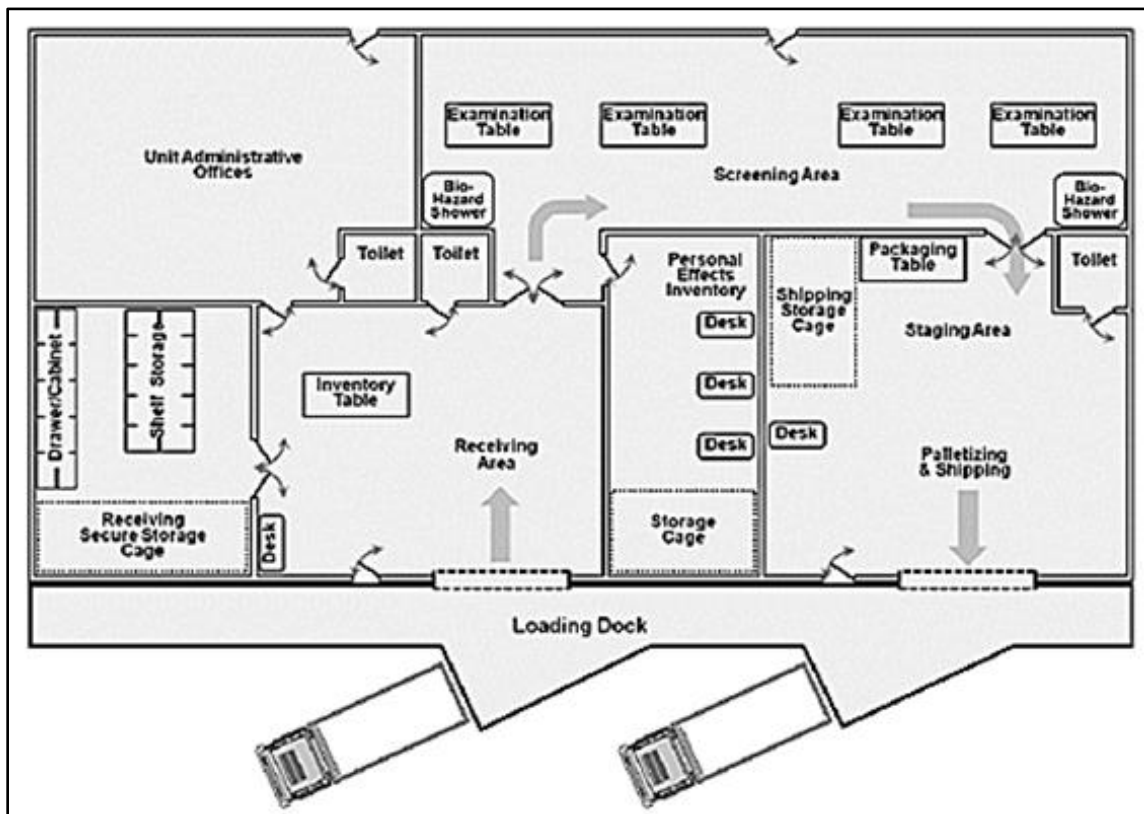 Examination
Table
Examination
Table
Examination
Table
Examination
Table
Unit Administrative
Offices
Screening Area
Bio-
Hazard
Shower
Bio-
Hazard
Shower
Toilet
Toilet
Personal
Effects
Inventory
Packaging
Table
Toilet
Shipping
Storage
Cage
Desk
Staging Area
Drawer/Cabinet
Shelf Storage
Inventory
Table
Desk
Receiving
Area
Desk
Desk
Palletizing
& Shipping
Receiving
Secure Storage
Cage
Desk
Storage
Cage
Loading Dock